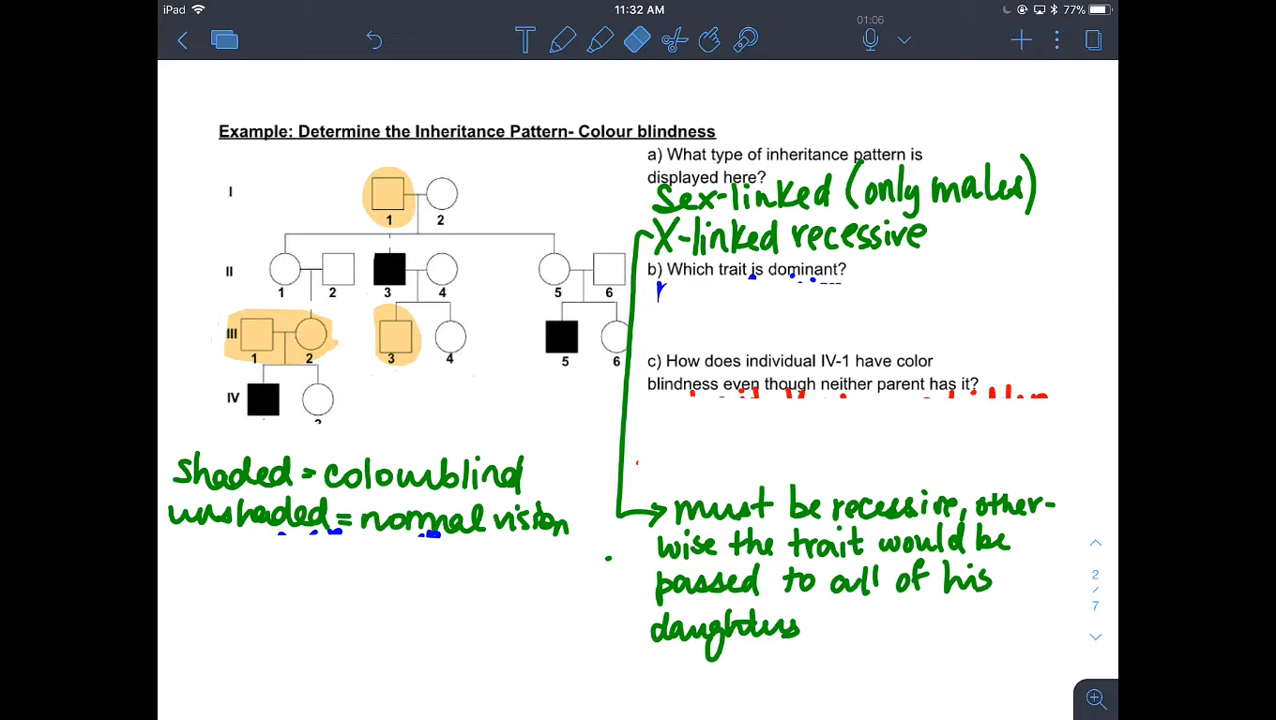 iPad
11:32 AM
77%
01:06
Example: Determine the Inheritance Pattern- Colour blindness
I
1
2
II
1
2
3
4
5
6
III
1
2
3
4
5
6
IV
a) What type of inheritance pattern is
displayed here?
Sex-linked (only males)
X-linked recessive
b) Which trait is dominant?
c) How does individual IV-1 have color
blindness even though neither parent has it?
shaded = colourblind
unshaded = normal vision
must be recessive, other-
wise the trait would be
passed to all of his
daughters
2
/
7